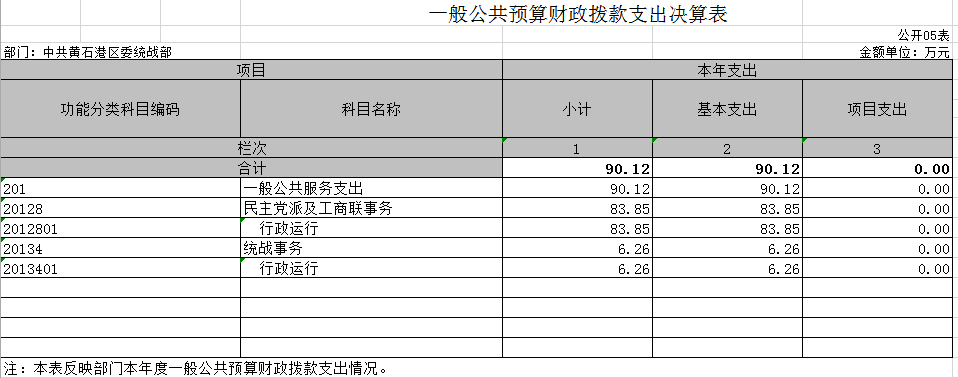 一般公共预算财政拨款支出决算表
公开05表
部门：中共黄石港区委统战部 金额单位：万元
项目 本年支出
功能分类科目编码 科目名称 小计 基本支出 项目支出
栏次 1 2 3
合计 90.12 90.12 0.00
201 一般公共服务支出 90.12 90.12 0.00
20128 民主党派及工商联事务 83.85 83.85 0.00
2012801 行政运行 83.85 83.85 0.00
20134 统战事务 6.26 6.26 0.00
2013401 行政运行 6.26 6.26 0.00
注：本表反映部门本年度一般公共预算财政拨款支出情况。